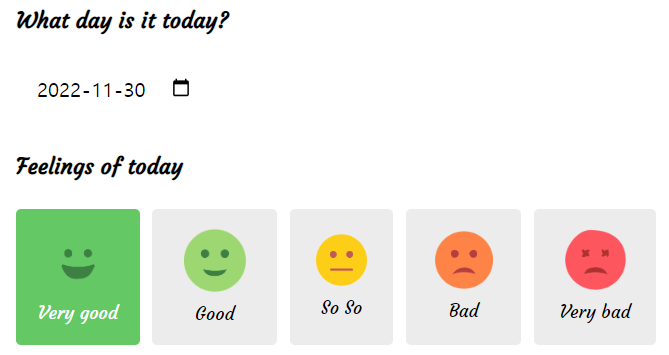 What day is it today?
2022-11-30
Feelings of today
Very good
Good
So So
Bad
Very bad